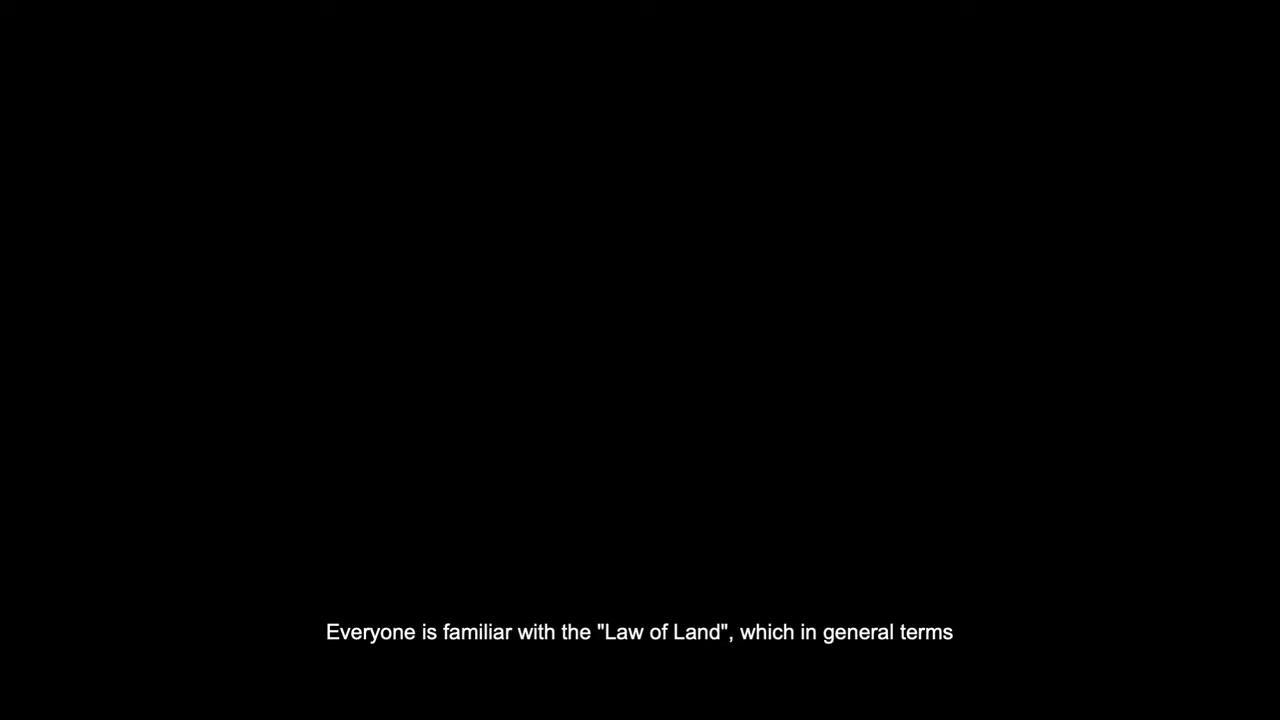 Everyone is familiar with the "Law of Land", which in general terms